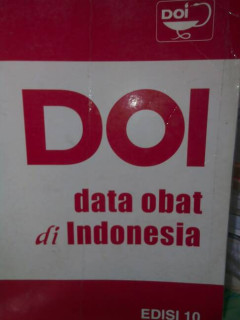 DOI
DOI
data obat
di Indonesia
EDISI 10